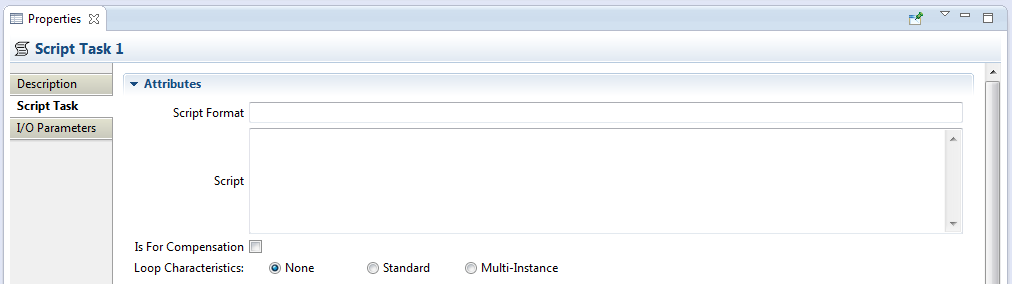 Properties
Script Task 1
Description
Script Task
I/O Parameters
Attributes
Script Format
Script
Is For Compensation
Loop Characteristics: None Standard Multi-Instance